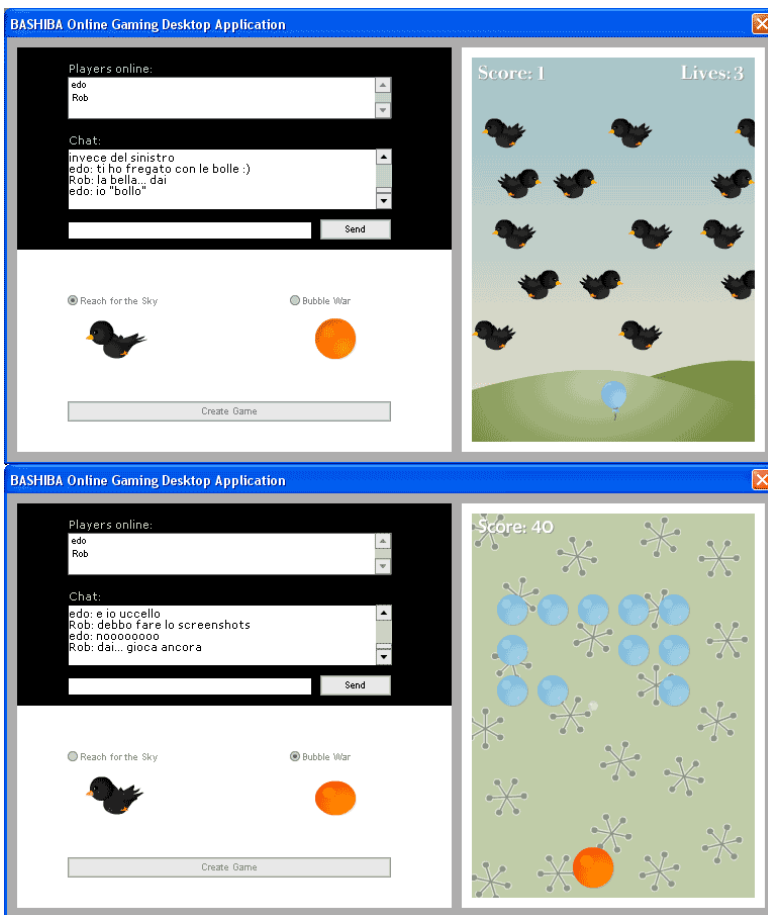 BASHIBA Online Gaming Desktop Application
Players online:
edo
Rob
Chat:
invece del sinistro
edo: ti ho fregato con le bolle :)
Rob: la bella... dai
edo: io "bollo"
Send
Reach for the Sky
Bubble War
Create Game
Score: 1
Lives: 3
BASHIBA Online Gaming Desktop Application
Players online:
edo
Rob
Chat:
edo: e io uccello
Rob: debbo fare lo screenshots
edo: noooooooo
Rob: dai... gioca ancora
Send
Reach for the Sky
Bubble War
Create Game
Score: 40